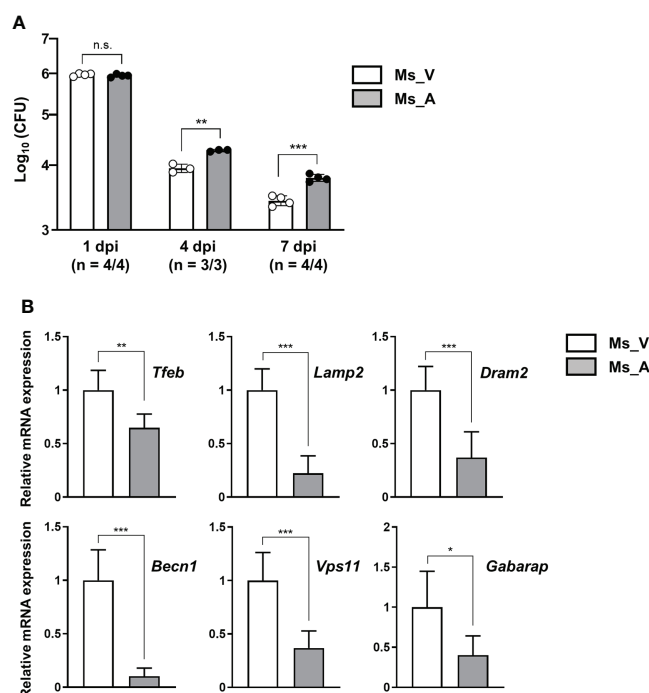 A
Log10 (CFU)
7
6
5
4
3
n.s.
**
***
Ms_V
Ms_A
1 dpi
(n = 4/4)
4 dpi
(n = 3/3)
7 dpi
(n = 4/4)
B
Relative mRNA expression
1.5
1
0.5
0
**
Tfeb
1.5
1
0.5
0
***
Lamp2
1.5
1
0.5
0
***
Dram2
Ms_V
Ms_A
Relative mRNA expression
1.5
1
0.5
0
***
Becn1
1.5
1
0.5
0
***
Vps11
2
1.5
1
0.5
0
*
Gabarap